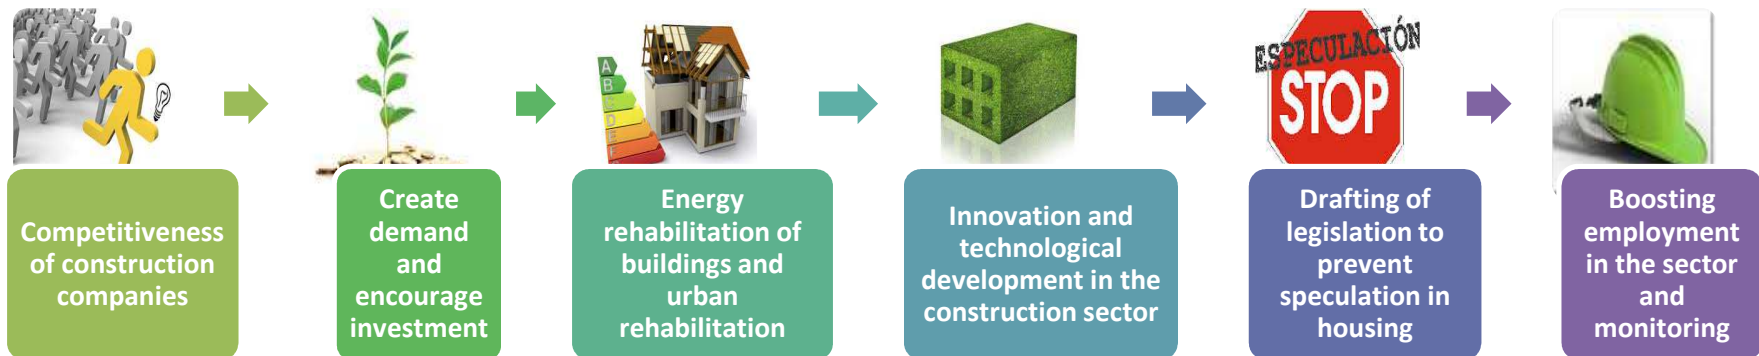 A
B
C
D
E
F
ESPECULACIÓN
STOP
Competitiveness
of construction
companies
Create
demand
and
encourage
investment
Energy
rehabilitation of
buildings and
urban
rehabilitation
Innovation and
technological
development in the
construction sector
Drafting of
legislation to
prevent
speculation in
housing
Boosting
employment
in the sector
and
monitoring